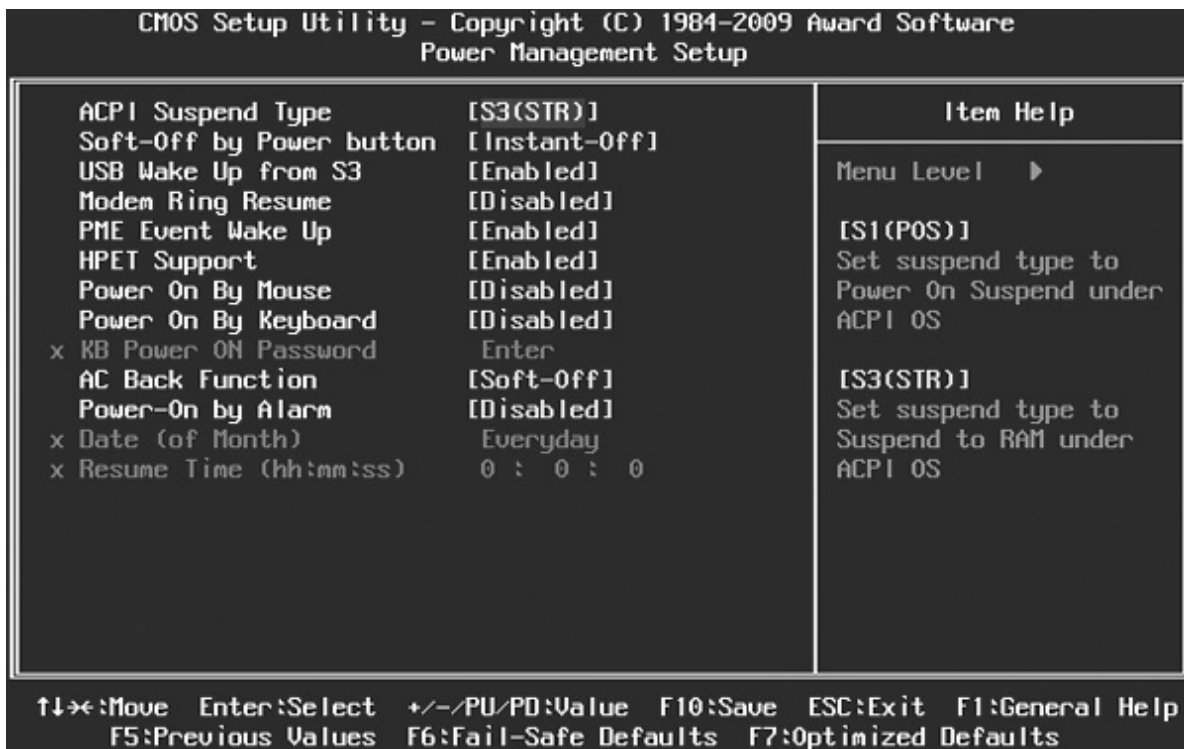 CMOS Setup Utility - Copyright (C) 1984-2009 Award Software
Power Management Setup
ACPI Suspend Type [S3(STR)]
Soft-Off by Power button [Instant-Off]
USB Wake Up from S3 [Enabled]
Modem Ring Resume [Disabled]
PME Event Wake Up [Enabled]
HPET Support [Enabled]
Power On By Mouse [Disabled]
Power On By Keyboard [Disabled]
x KB Power ON Password Enter
AC Back Function [Soft-Off]
Power-On by Alarm [Disabled]
x Date (of Month) Everyday
x Resume Time (hh:mm:ss) 0 : 0 : 0
Item Help
Menu Level ▶
[S1(POS)]
Set suspend type to
Power On Suspend under
ACPI OS
[S3(STR)]
Set suspend type to
Suspend to RAM under
ACPI OS
↑↓→←:Move Enter:Select +/-/PU/PD:Value F10:Save ESC:Exit F1:General Help
F5:Previous Values F6:Fail-Safe Defaults F7:Optimized Defaults